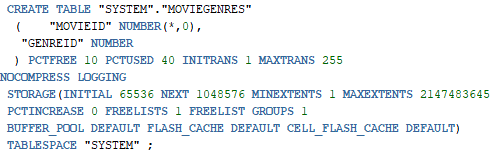 CREATE TABLE "SYSTEM"."MOVIEGENRES"
( "MOVIEID" NUMBER(*,0),
"GENREID" NUMBER
) PCTFREE 10 PCTUSED 40 INITRANS 1 MAXTRANS 255
NOCOMPRESS LOGGING
STORAGE(INITIAL 65536 NEXT 1048576 MINEXTENTS 1 MAXEXTENTS 2147483645
PCTINCREASE 0 FREELISTS 1 FREELIST GROUPS 1
BUFFER_POOL DEFAULT FLASH_CACHE DEFAULT CELL_FLASH_CACHE DEFAULT)
TABLESPACE "SYSTEM" ;